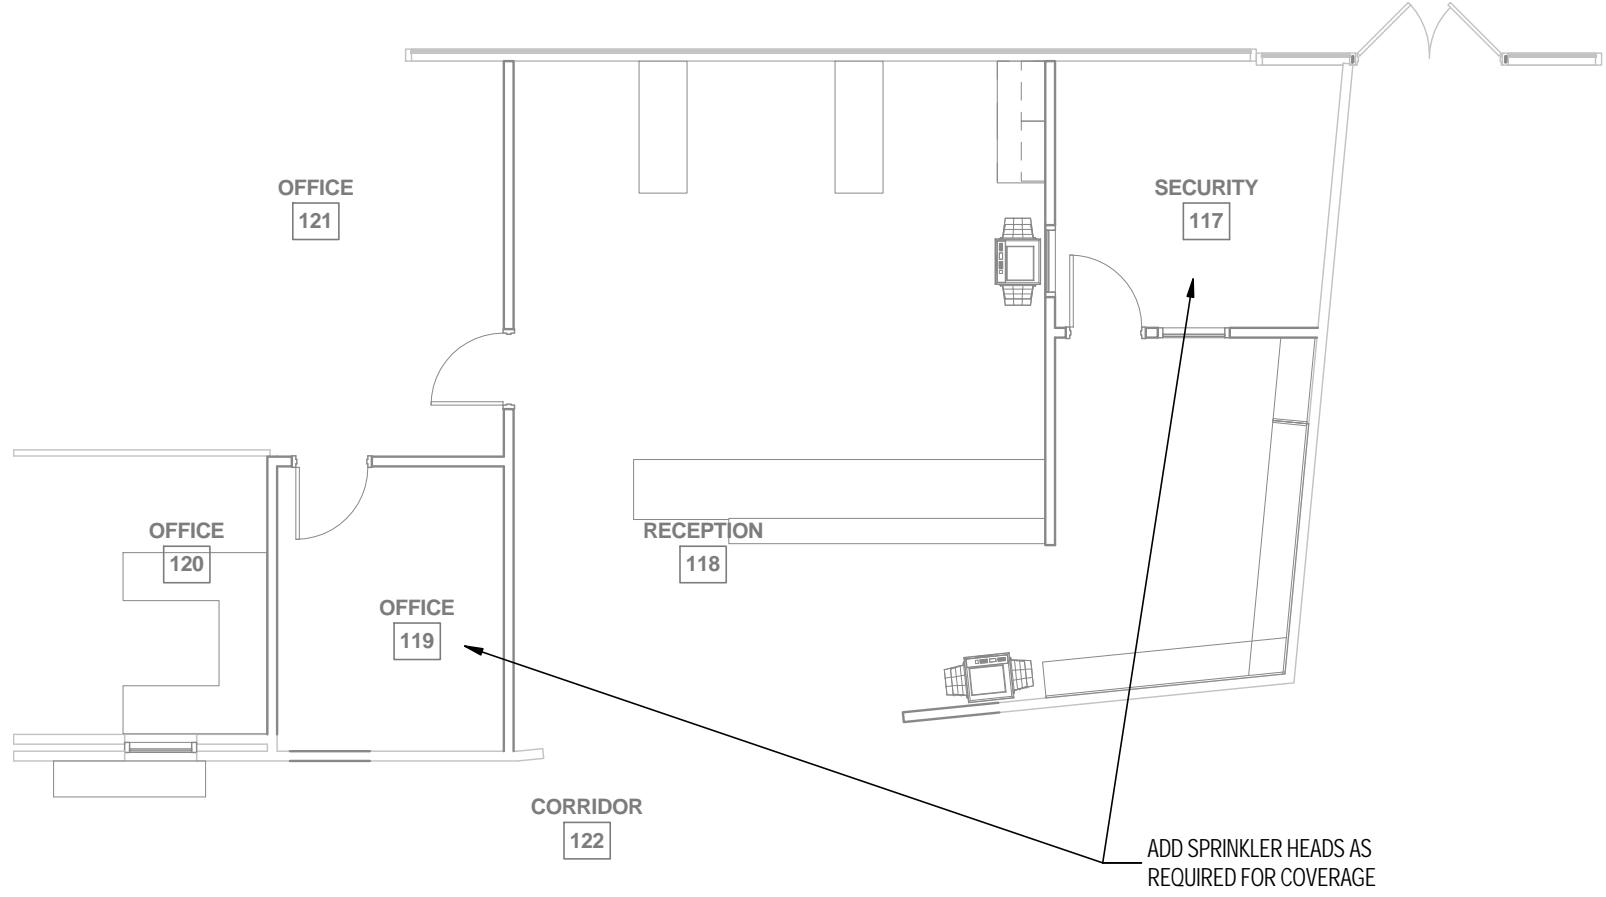 OFFICE
121
SECURITY
117
OFFICE
120
RECEPTION
118
OFFICE
119
CORRIDOR
122
ADD SPRINKLER HEADS AS
REQUIRED FOR COVERAGE